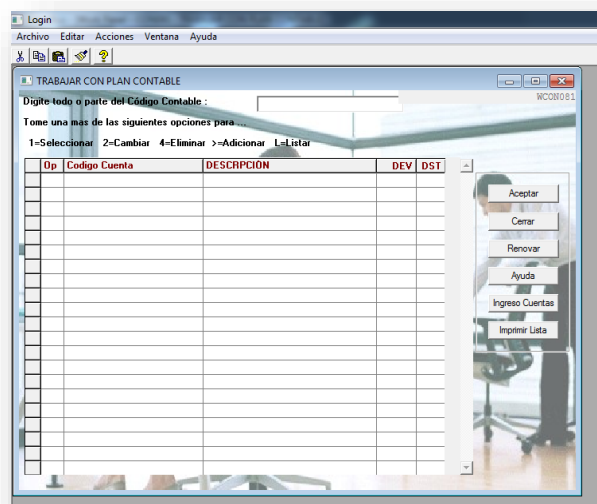 Login
Archivo Editar Acciones Ventana Ayuda
TRABAJAR CON PLAN CONTABLE
Digite todo o parte del Código Contable :
WCON081
Tome una mas de las siguientes opciones para ...
1=Seleccionar 2=Cambiar 4=Eliminar >=Adicionar L=Listar
Op Codigo Cuenta DESCRPCION DEV DST
Aceptar
Cerrar
Renovar
Ayuda
Ingreso Cuentas
Imprimir Lista